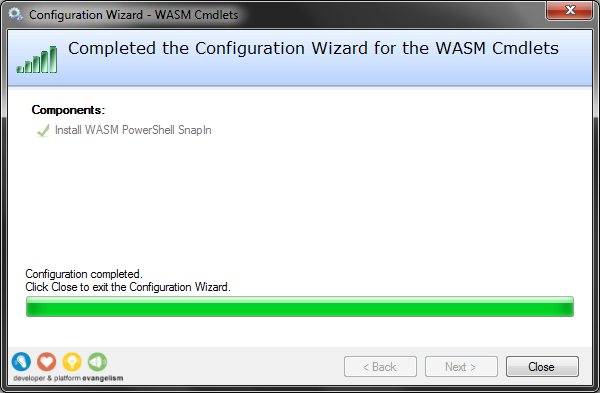 Configuration Wizard - WASM Cmdlets
Completed the Configuration Wizard for the WASM Cmdlets
Components:
Install WASM PowerShell SnapIn
Configuration completed.
Click Close to exit the Configuration Wizard.
developer & platform evangelism
< Back
Next >
Close